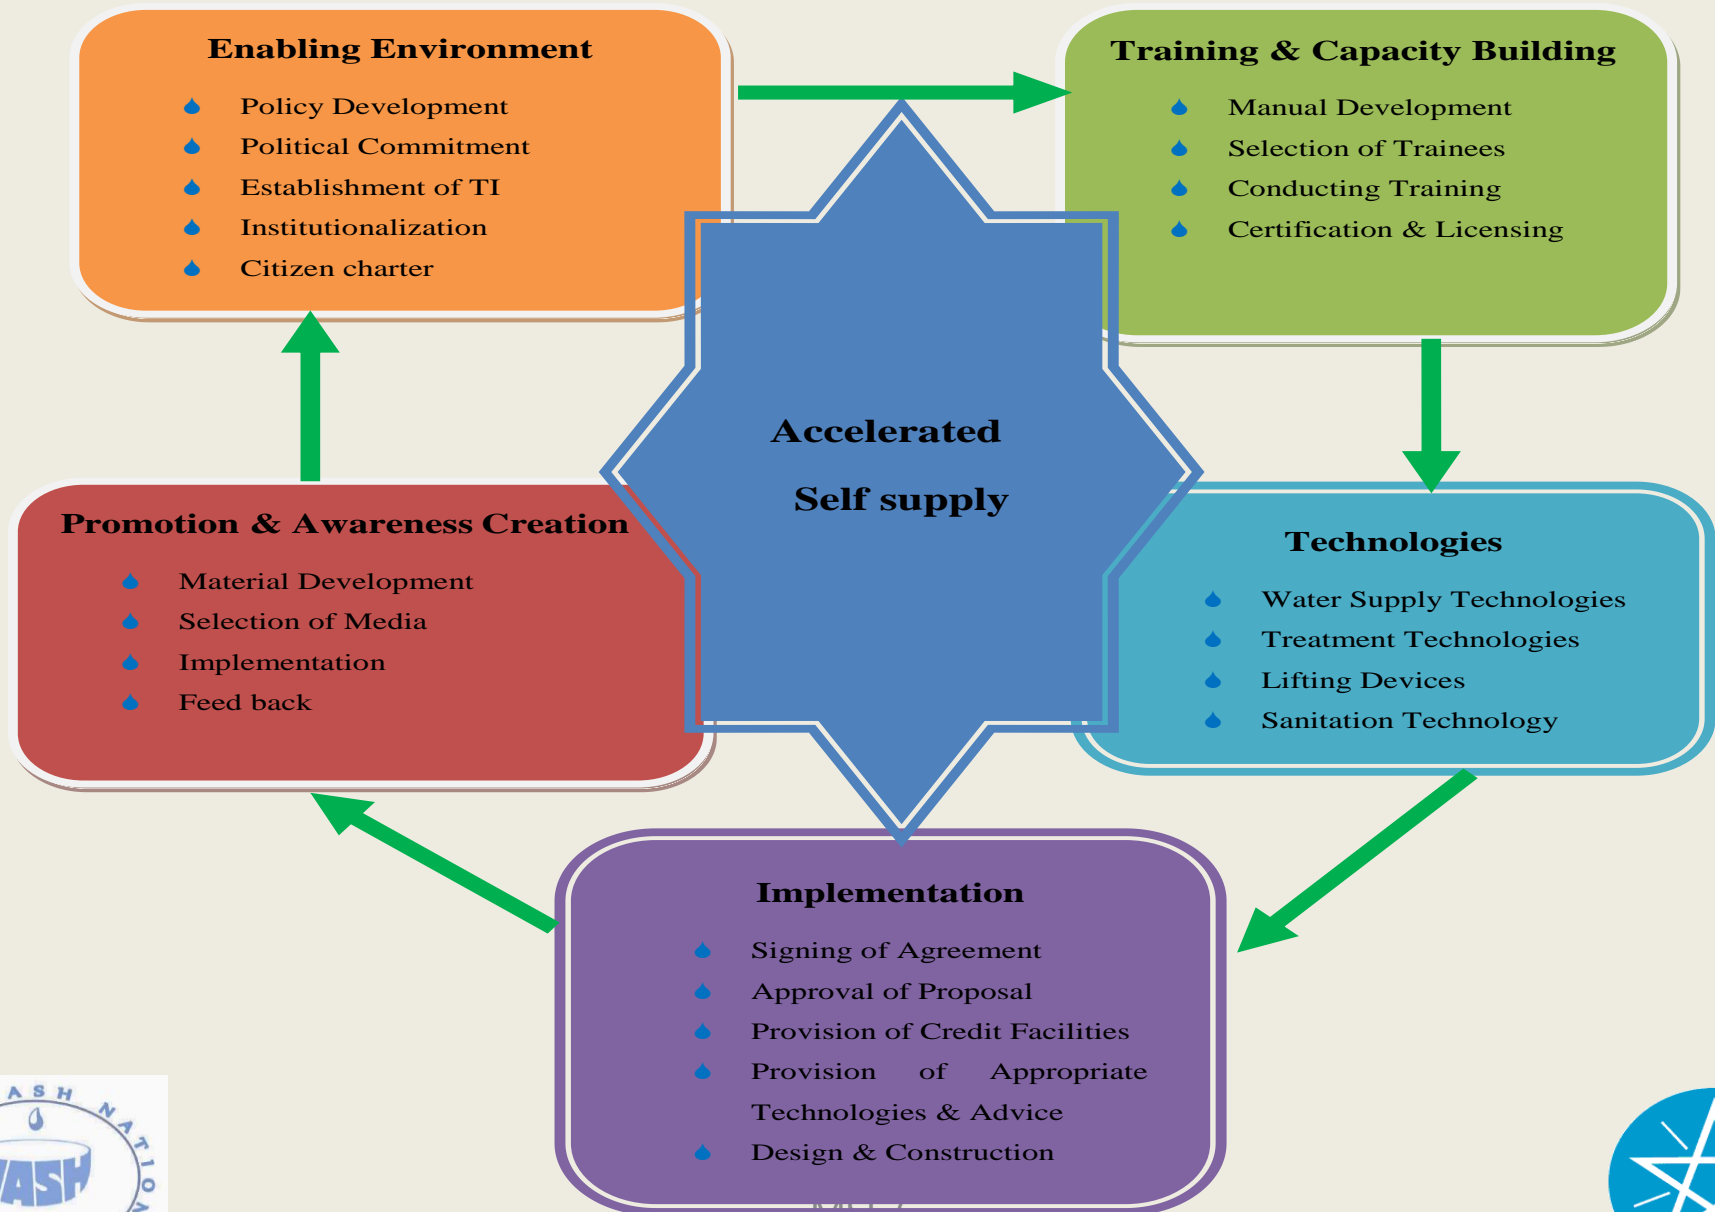 Enabling Environment
Policy Development
Political Commitment
Establishment of TI
Institutionalization
Citizen charter
Training & Capacity Building
Manual Development
Selection of Trainees
Conducting Training
Certification & Licensing
Accelerated
Self supply
Promotion & Awareness Creation
Material Development
Selection of Media
Implementation
Feed back
Technologies
Water Supply Technologies
Treatment Technologies
Lifting Devices
Sanitation Technology
Implementation
Signing of Agreement
Approval of Proposal
Provision of Credit Facilities
Provision of Appropriate
Technologies & Advice
Design & Construction